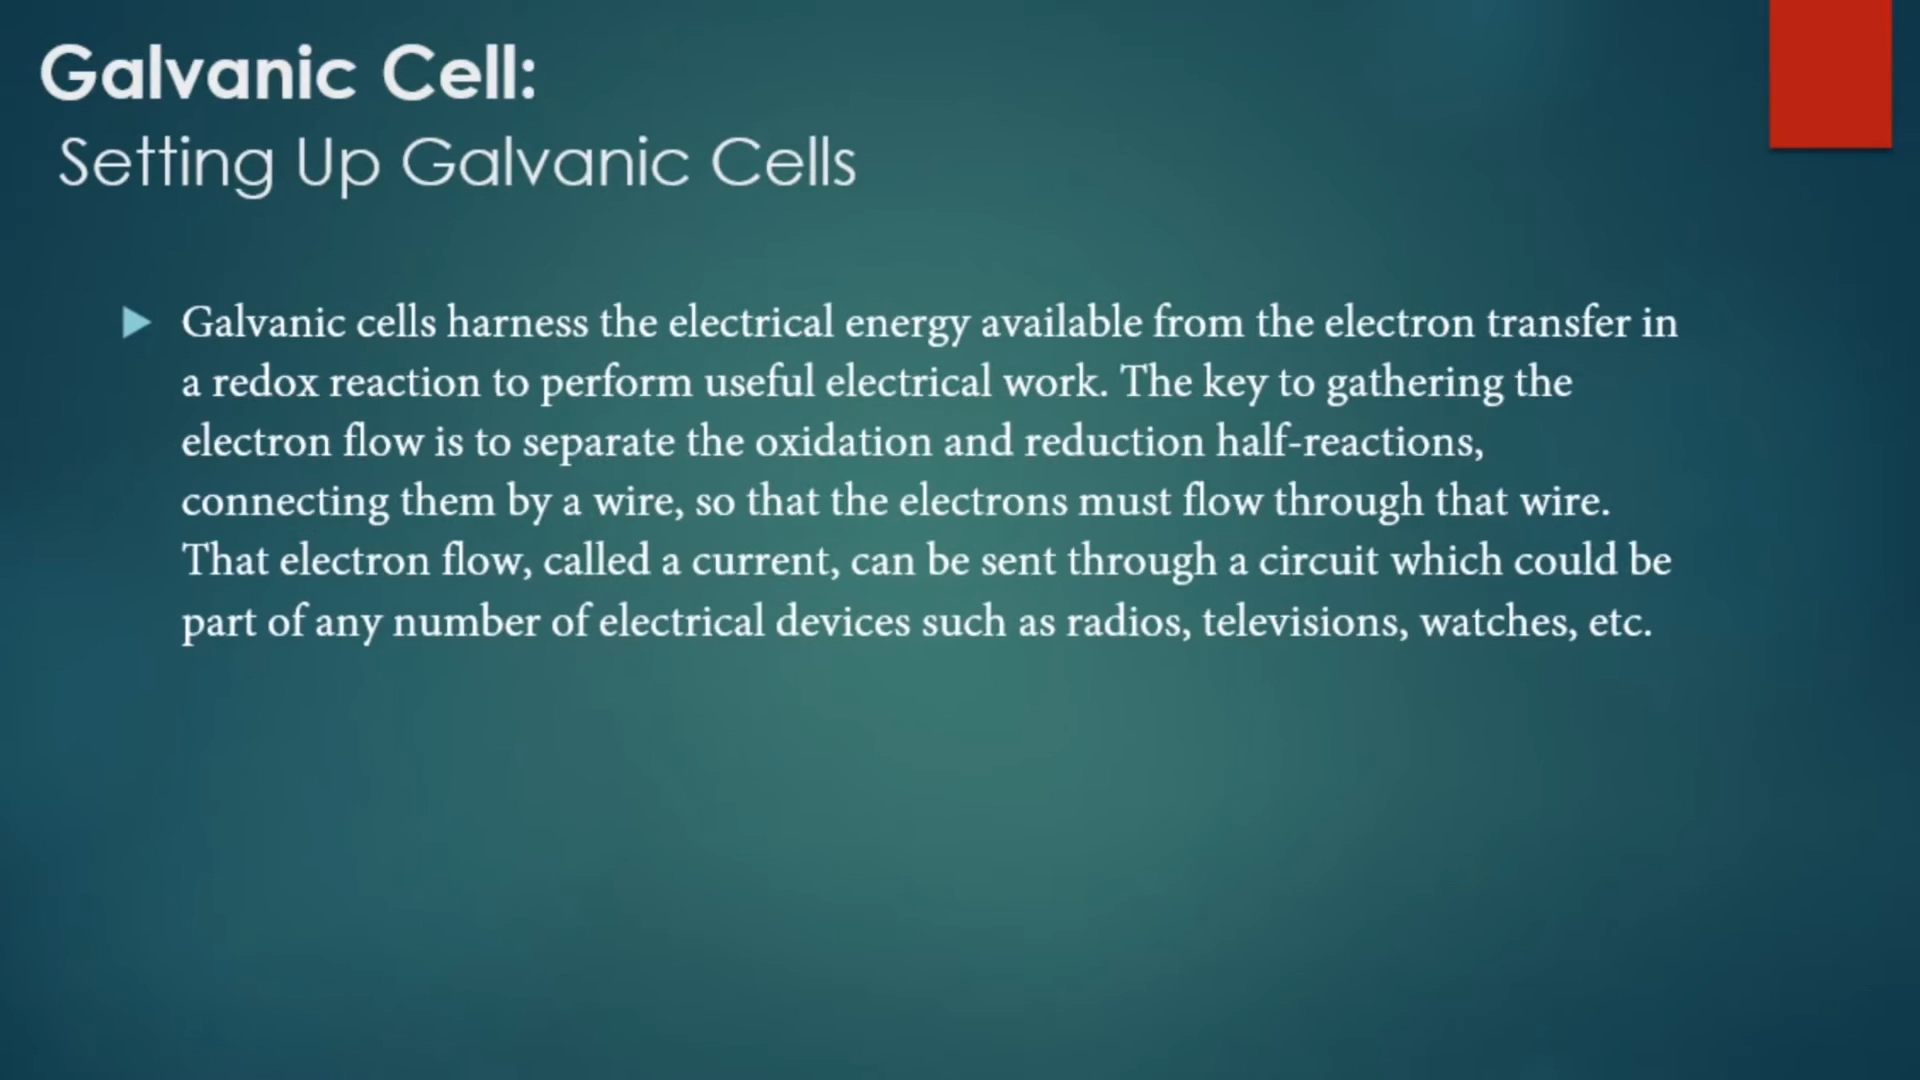 Galvanic Cell:
Setting Up Galvanic Cells
Galvanic cells harness the electrical energy available from the electron transfer in
a redox reaction to perform useful electrical work. The key to gathering the
electron flow is to separate the oxidation and reduction half-reactions,
connecting them by a wire, so that the electrons must flow through that wire.
That electron flow, called a current, can be sent through a circuit which could be
part of any number of electrical devices such as radios, televisions, watches, etc.